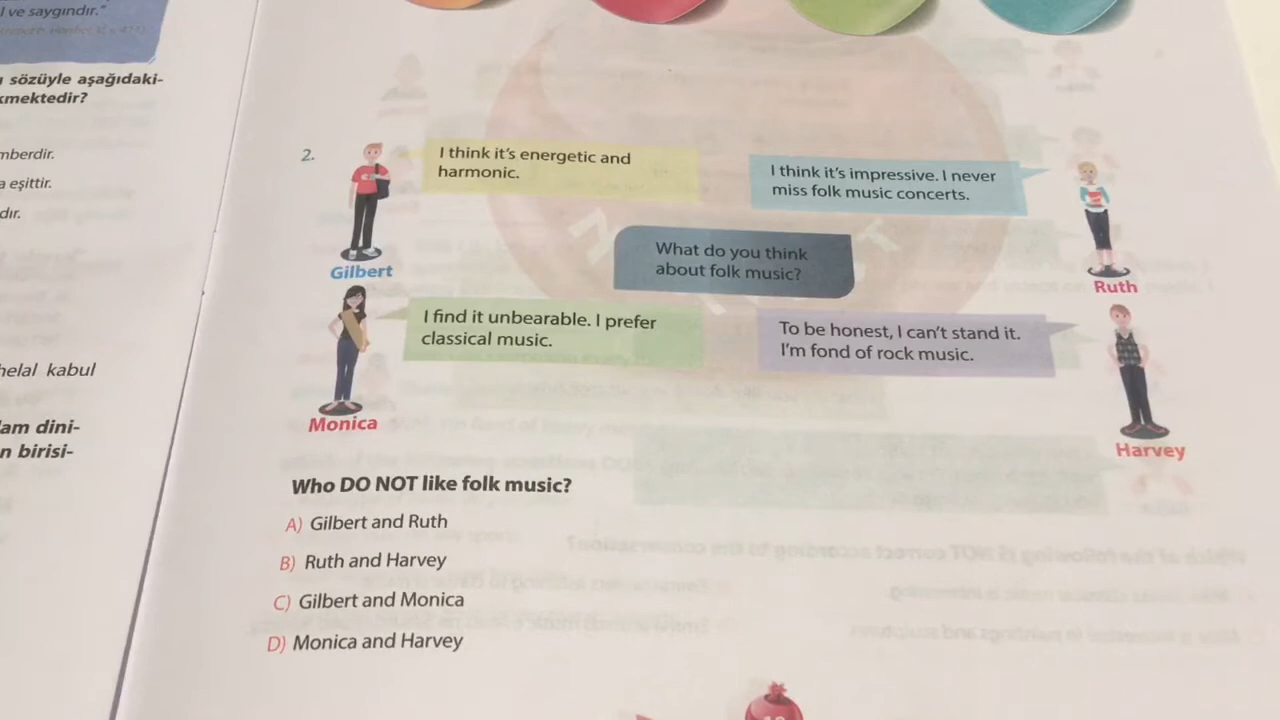 l ve saygındır."
sözüyle aşağıdaki-
kmektedir?
mberdir.
a eşittir.
dır.
helal kabul
lam dini-
n birisi-
2.
I think it's energetic and
harmonic.
I think it's impressive. I never
miss folk music concerts.
What do you think
about folk music?
Gilbert
Ruth
I find it unbearable. I prefer
classical music.
To be honest, I can't stand it.
I'm fond of rock music.
Monica
Harvey
Who DO NOT like folk music?
A) Gilbert and Ruth
B) Ruth and Harvey
C) Gilbert and Monica
D) Monica and Harvey